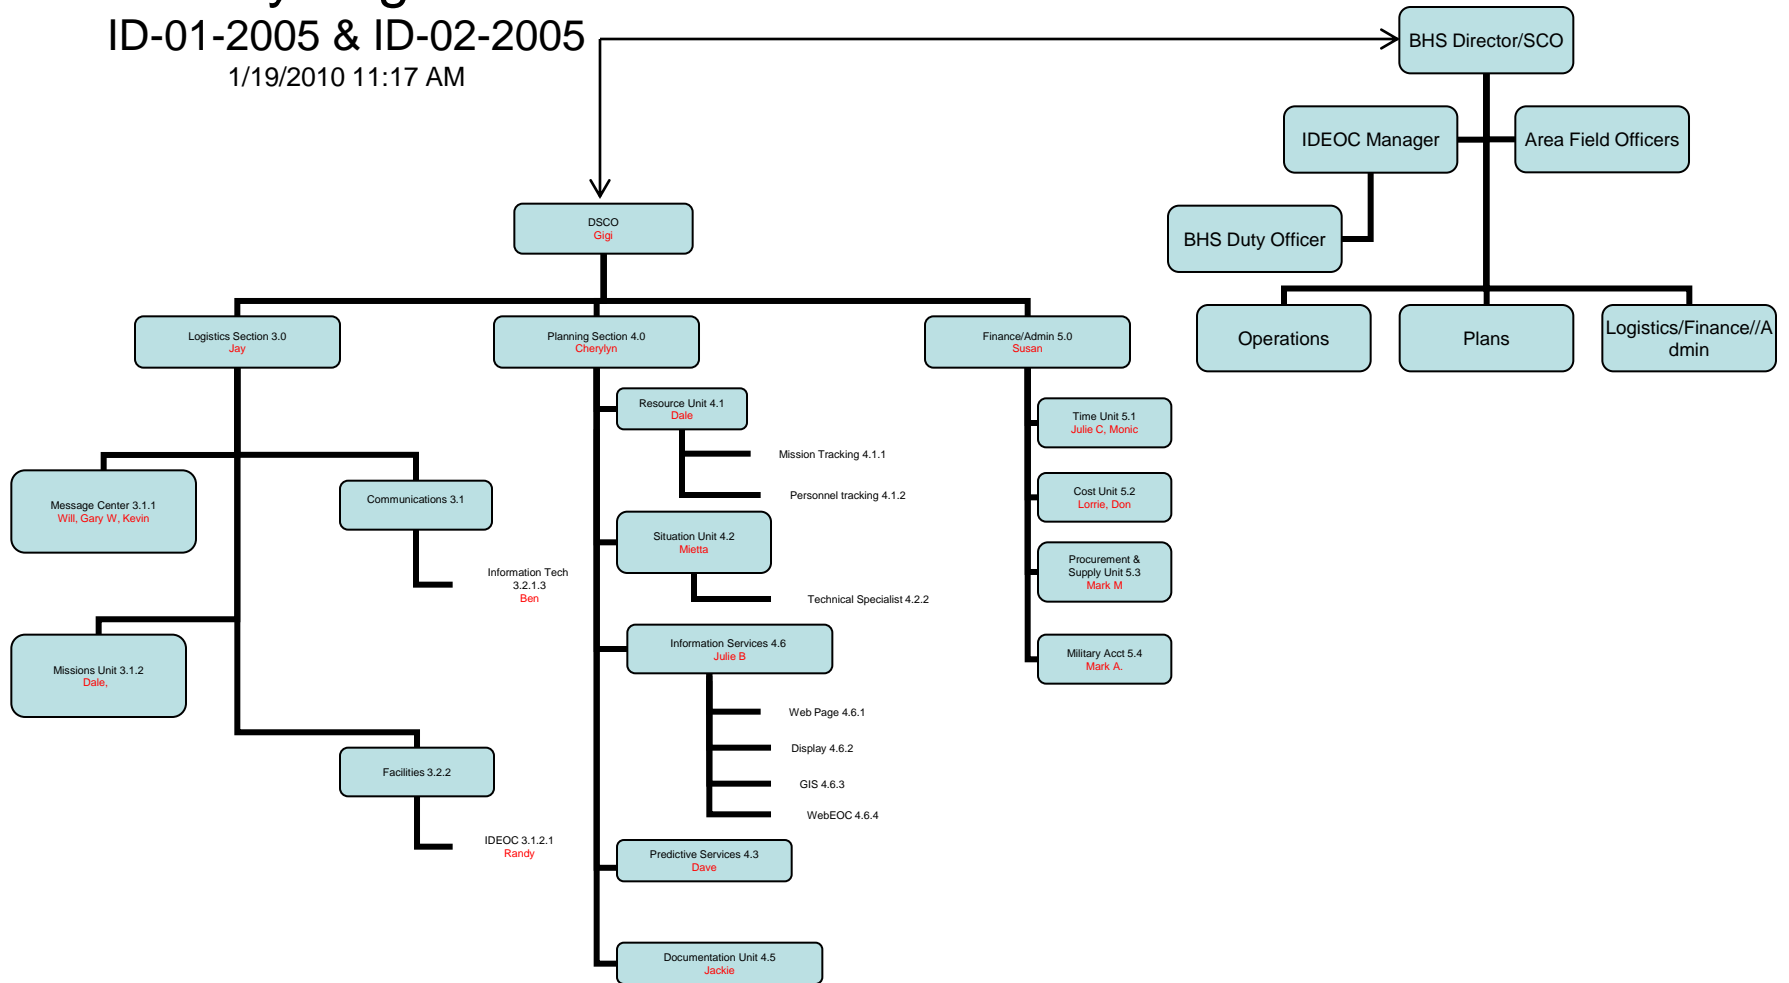 ID-01-2005 & ID-02-2005
1/19/2010 11:17 AM
BHS Director/SCO
IDEOC Manager
Area Field Officers
BHS Duty Officer
Operations
Plans
Logistics/Finance//A
dmin
DSCO
Gigi
Logistics Section 3.0
Jay
Planning Section 4.0
Cherylyn
Finance/Admin 5.0
Susan
Message Center 3.1.1
Will, Gary W, Kevin
Communications 3.1
Information Tech
3.2.1.3
Ben
Missions Unit 3.1.2
Dale,
Facilities 3.2.2
IDEOC 3.1.2.1
Randy
Resource Unit 4.1
Dale
Mission Tracking 4.1.1
Personnel tracking 4.1.2
Situation Unit 4.2
Mietta
Technical Specialist 4.2.2
Information Services 4.6
Julie B
Web Page 4.6.1
Display 4.6.2
GIS 4.6.3
WebEOC 4.6.4
Predictive Services 4.3
Dave
Documentation Unit 4.5
Jackie
Time Unit 5.1
Julie C, Monic
Cost Unit 5.2
Lorrie, Don
Procurement &
Supply Unit 5.3
Mark M
Military Acct 5.4
Mark A.